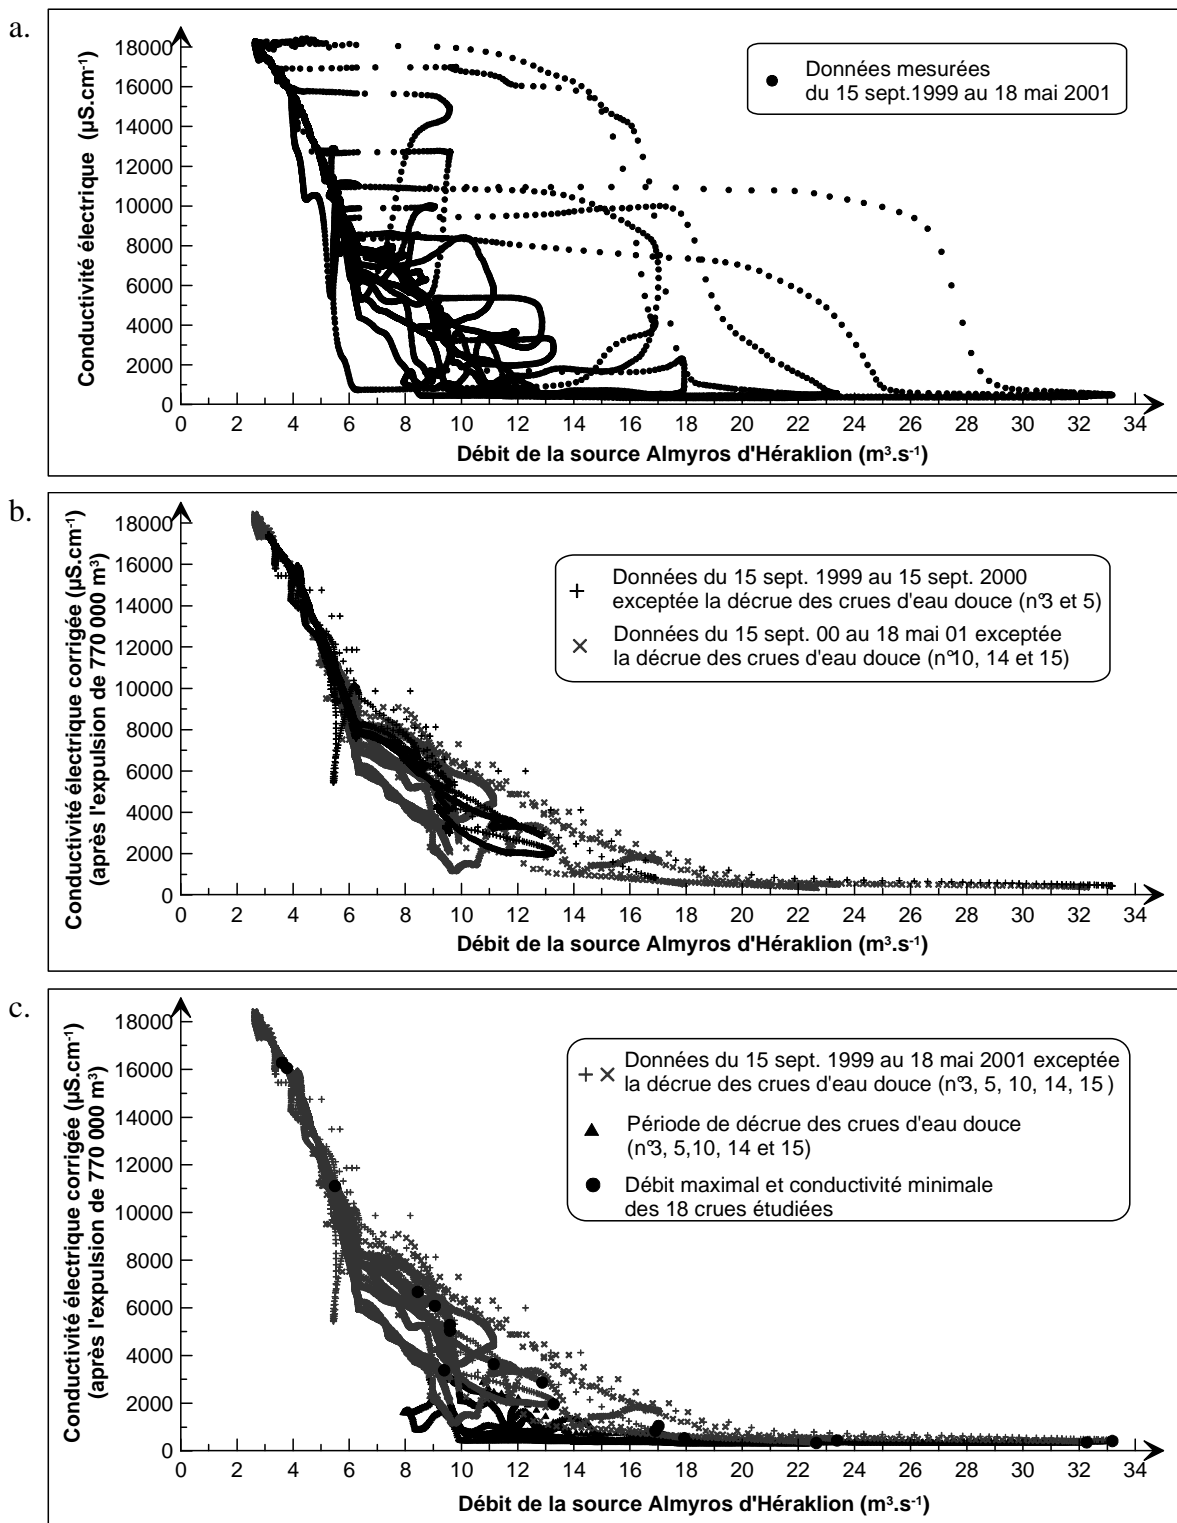 a.
Conductivité électrique (µS.cm-1)
18000
16000
14000
12000
10000
8000
6000
4000
2000
0
Données mesurées
du 15 sept.1999 au 18 mai 2001
0 2 4 6 8 10 12 14 16 18 20 22 24 26 28 30 32 34
Débit de la source Almyros d'Héraklion (m³.s-1)
b.
Conductivité électrique corrigée (µS.cm-1)
(après l'expulsion de 770 000 m³)
18000
16000
14000
12000
10000
8000
6000
4000
2000
0
Données du 15 sept. 1999 au 15 sept. 2000
exceptée la décrue des crues d'eau douce (n°3 et 5)
Données du 15 sept. 00 au 18 mai 01 exceptée
la décrue des crues d'eau douce (n°10, 14 et 15)
0 2 4 6 8 10 12 14 16 18 20 22 24 26 28 30 32 34
Débit de la source Almyros d'Héraklion (m³.s-1)
c.
Conductivité électrique corrigée (µS.cm-1)
(après l'expulsion de 770 000 m³)
18000
16000
14000
12000
10000
8000
6000
4000
2000
0
Données du 15 sept. 1999 au 18 mai 2001 exceptée
la décrue des crues d'eau douce (n°3, 5, 10, 14, 15 )
Période de décrue des crues d'eau douce
(n°3, 5,10, 14 et 15)
Débit maximal et conductivité minimale
des 18 crues étudiées
0 2 4 6 8 10 12 14 16 18 20 22 24 26 28 30 32 34
Débit de la source Almyros d'Héraklion (m³.s-1)